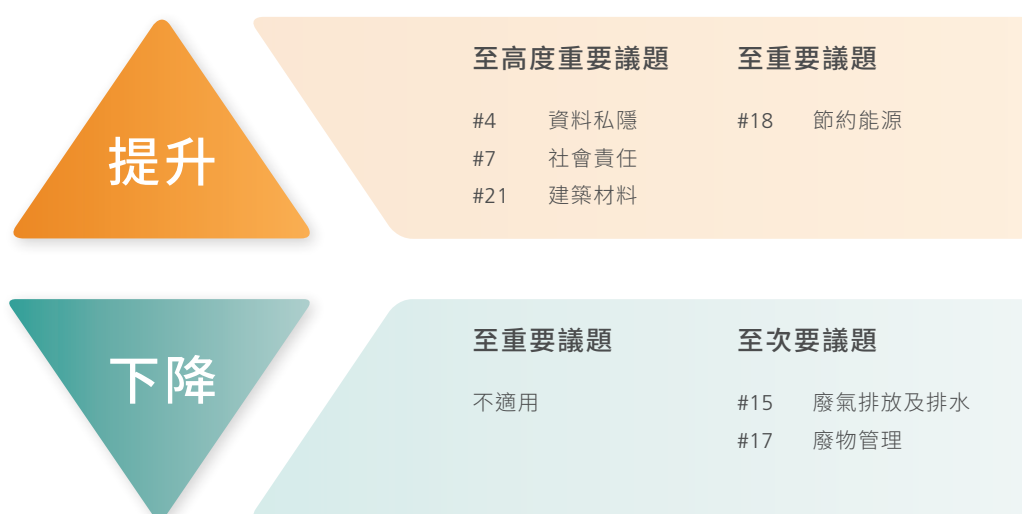 提升
至高度重要議題
#4 資料私隱
#7 社會責任
#21 建築材料
至重要議題
#18 節約能源
下降
至重要議題
不適用
至次要議題
#15 廢氣排放及排水
#17 廢物管理